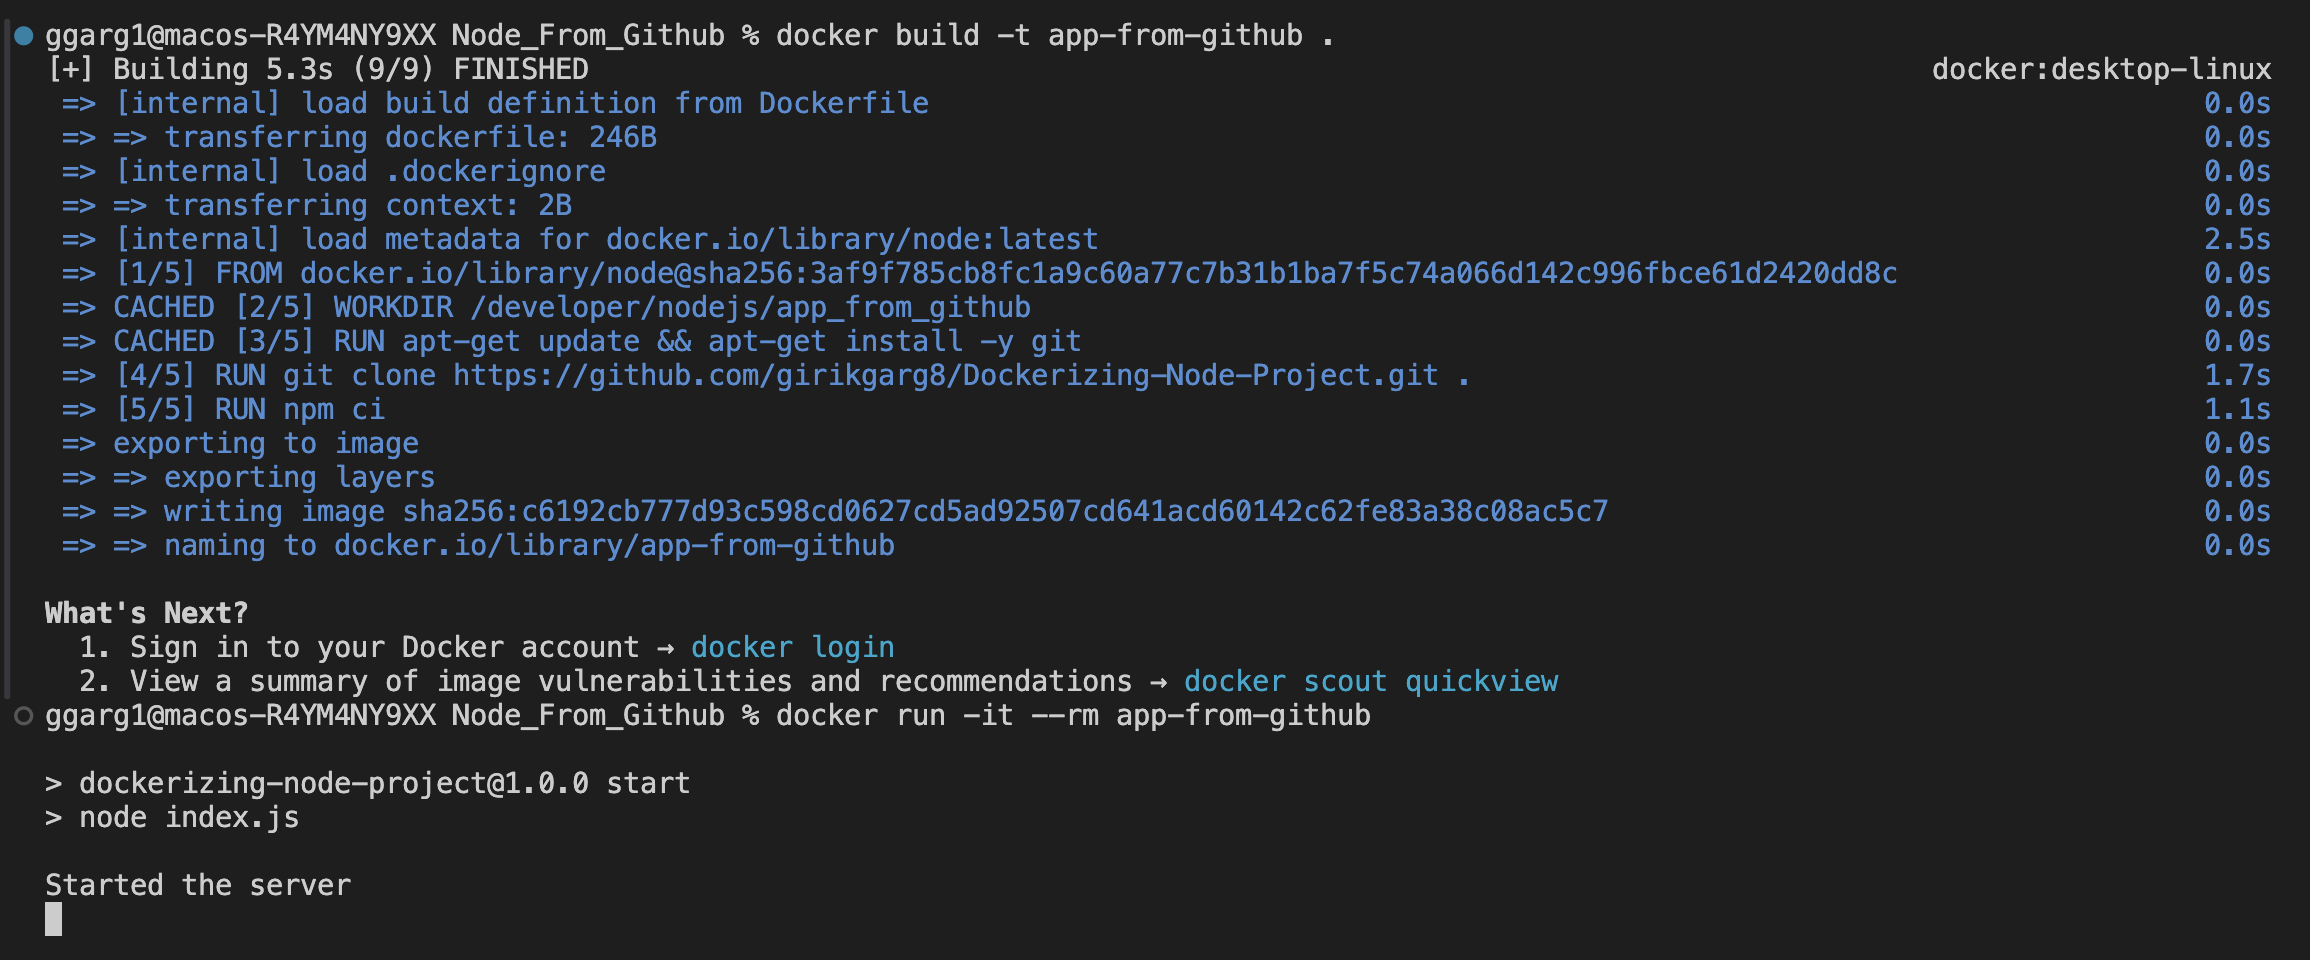 ggarg1@macos-R4YM4NY9XX Node_From_Github % docker build -t app-from-github .
[+] Building 5.3s (9/9) FINISHED docker:desktop-linux
=> [internal] load build definition from Dockerfile 0.0s
=> => transferring dockerfile: 246B 0.0s
=> [internal] load .dockerignore 0.0s
=> => transferring context: 2B 0.0s
=> [internal] load metadata for docker.io/library/node:latest 2.5s
=> [1/5] FROM docker.io/library/node@sha256:3af9f785cb8fc1a9c60a77c7b31b1ba7f5c74a066d142c996fbce61d2420dd8c 0.0s
=> CACHED [2/5] WORKDIR /developer/nodejs/app_from_github 0.0s
=> CACHED [3/5] RUN apt-get update && apt-get install -y git 0.0s
=> [4/5] RUN git clone https://github.com/girikgarg8/Dockerizing-Node-Project.git . 1.7s
=> [5/5] RUN npm ci 1.1s
=> exporting to image 0.0s
=> => exporting layers 0.0s
=> => writing image sha256:c6192cb777d93c598cd0627cd5ad92507cd641acd60142c62fe83a38c08ac5c7 0.0s
=> => naming to docker.io/library/app-from-github 0.0s
What's Next?
1. Sign in to your Docker account → docker login
2. View a summary of image vulnerabilities and recommendations → docker scout quickview
ggarg1@macos-R4YM4NY9XX Node_From_Github % docker run -it --rm app-from-github
> dockerizing-node-project@1.0.0 start
> node index.js
Started the server